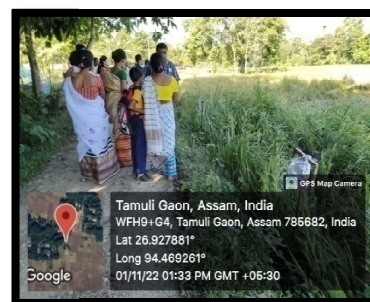 GPS Map Camera
Tamuli Gaon, Assam, India
WFH9+G4, Tamuli Gaon, Assam 785682, India
Lat 26.927881°
Long 94.469261°
01/11/22 01:33 PM GMT +05:30
Google